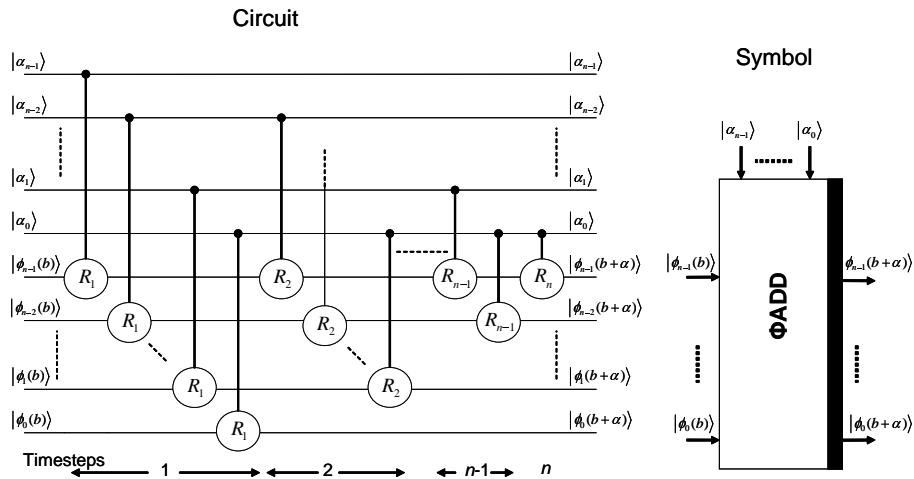 Circuit
Symbol
|α_{n-1}⟩ |α_{n-1}⟩
|α_{n-2}⟩ |α_{n-2}⟩
|α_{n-1}⟩ |α_0⟩
|α_1⟩ |α_1⟩
|α_0⟩ |α_0⟩
|ϕ_{n-1}(b)⟩ R_1 R_2 R_{n-1} R_n |ϕ_{n-1}(b+α)⟩
|ϕ_{n-2}(b)⟩ R_1 R_2 R_{n-1} |ϕ_{n-2}(b+α)⟩
|ϕ_1(b)⟩ R_1 R_2 |ϕ_1(b+α)⟩
|ϕ_0(b)⟩ R_1 |ϕ_0(b+α)⟩
Timesteps 1 2 n-1 n
|ϕ_{n-1}(b)⟩ ϕ_{n-1}(b+α)⟩
ΦADD
|ϕ_0(b)⟩ |ϕ_0(b+α)⟩